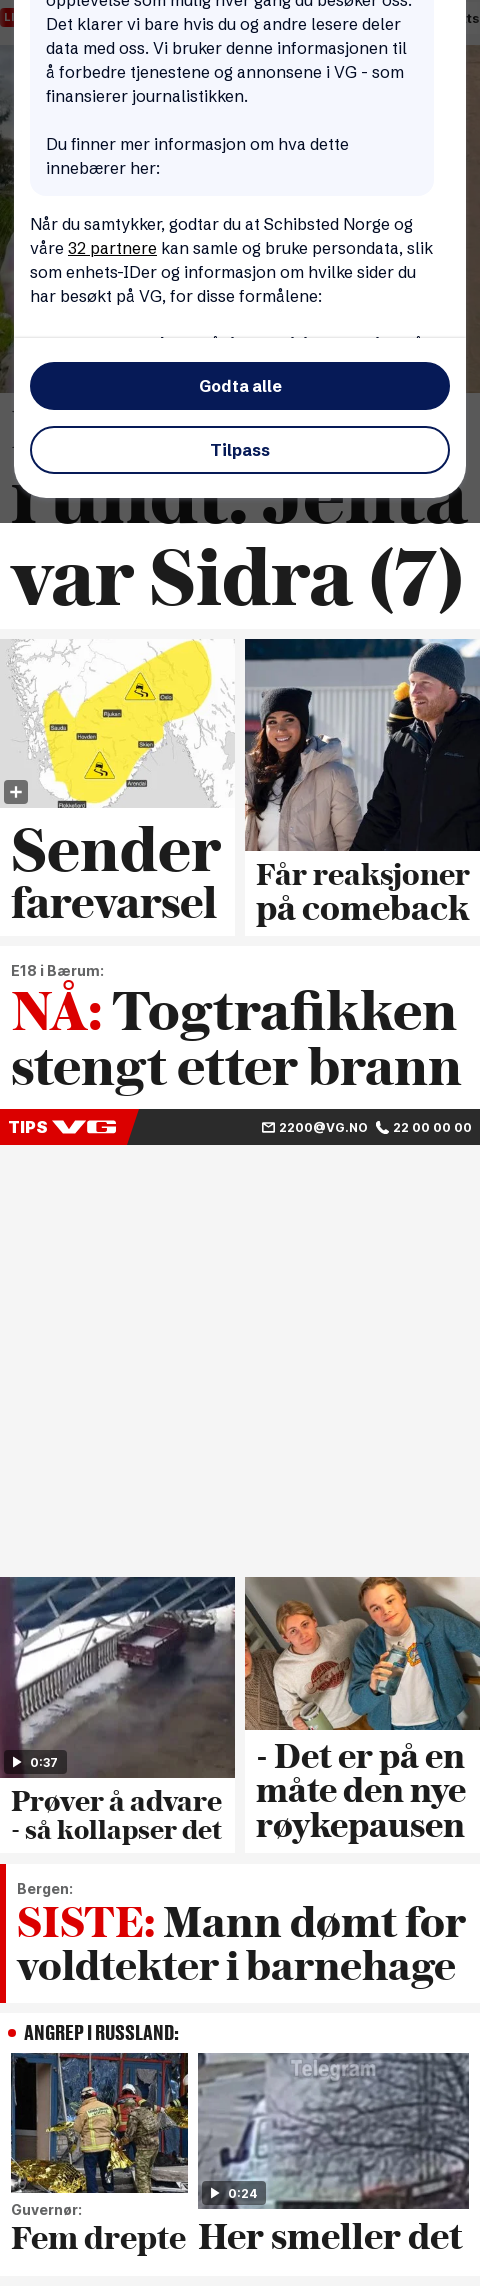 opplevelse som mulig hver gang du besøker oss.
Det klarer vi bare hvis du og andre lesere deler
data med oss. Vi bruker denne informasjonen til
å forbedre tjenestene og annonsene i VG - som
finansierer journalistikken.
Du finner mer informasjon om hva dette
innebærer her:
Når du samtykker, godtar du at Schibsted Norge og
våre 32 partnere kan samle og bruke persondata, slik
som enhets-IDer og informasjon om hvilke sider du
har besøkt på VG, for disse formålene:
Godta alle
Tilpass
rundt: Jenta
var Sidra (7)
Oslo
Rjukan
Sauda
Hovden
Skien
Arendal
Flekkefjord
Sender
farevarsel
Får reaksjoner
på comeback
E18 i Bærum:
NÅ: Togtrafikken
stengt etter brann
TIPS VG 2200@VG.NO 22 00 00 00
0:37
Prøver å advare
- så kollapser det
- Det er på en
måte den nye
røykepausen
Bergen:
SISTE: Mann dømt for
voldtekter i barnehage
ANGREP I RUSSLAND:
Telegram
0:24
Guvernør:
Fem drepte
Her smeller det